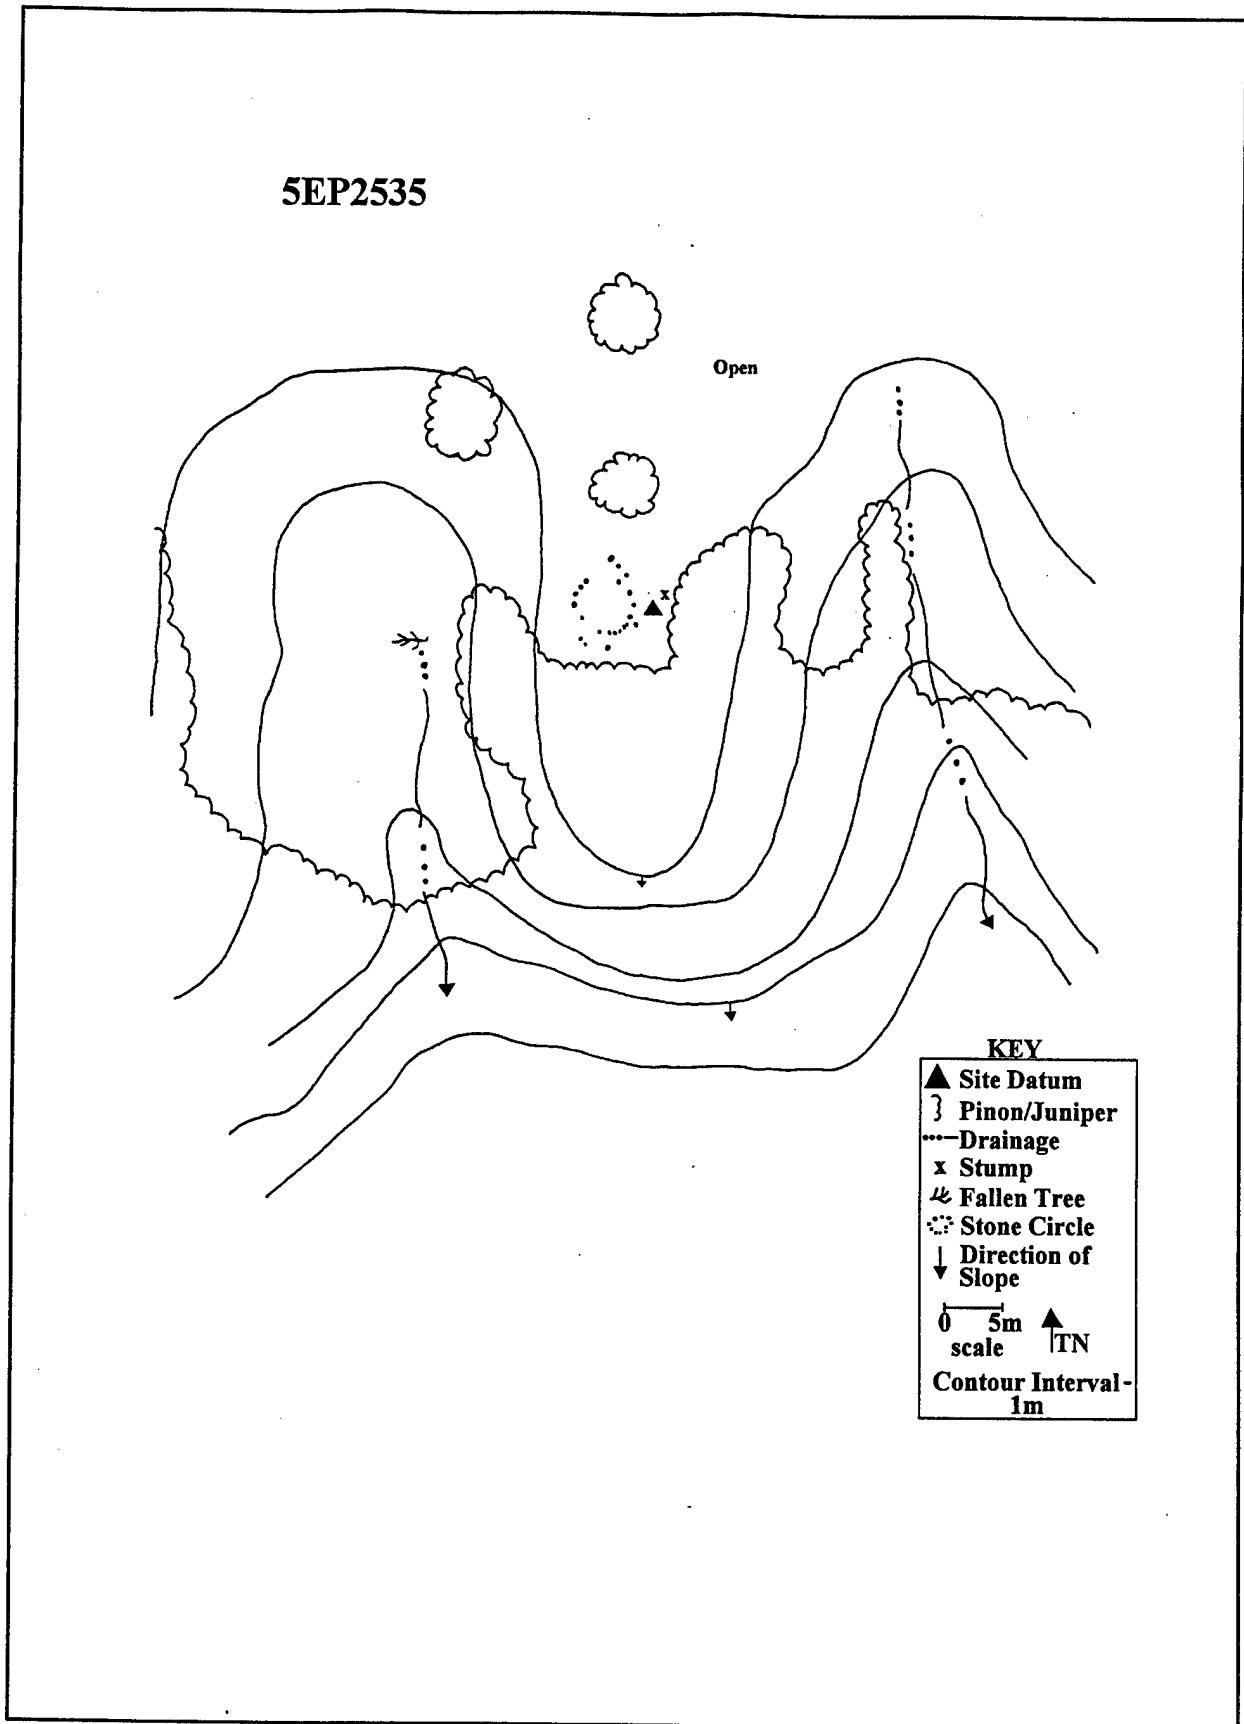 5EP2535
Open
x
KEY
Site Datum
Pinon/Juniper
Drainage
x Stump
Fallen Tree
Stone Circle
Direction of
Slope
0 5m
scale TN
Contour Interval-
1m